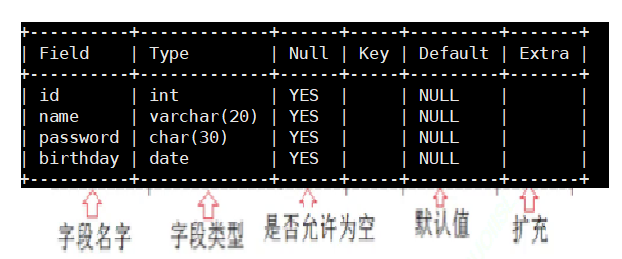 +----------+-------------+------+-----+---------+-------+
| Field    | Type        | Null | Key | Default | Extra |
+----------+-------------+------+-----+---------+-------+
| id       | int         | YES  |     | NULL    |       |
| name     | varchar(20) | YES  |     | NULL    |       |
| password | char(30)    | YES  |     | NULL    |       |
| birthday | date        | YES  |     | NULL    |       |
+----------+-------------+------+-----+---------+-------+
字段名字 字段类型 是否允许为空 默认值 扩充